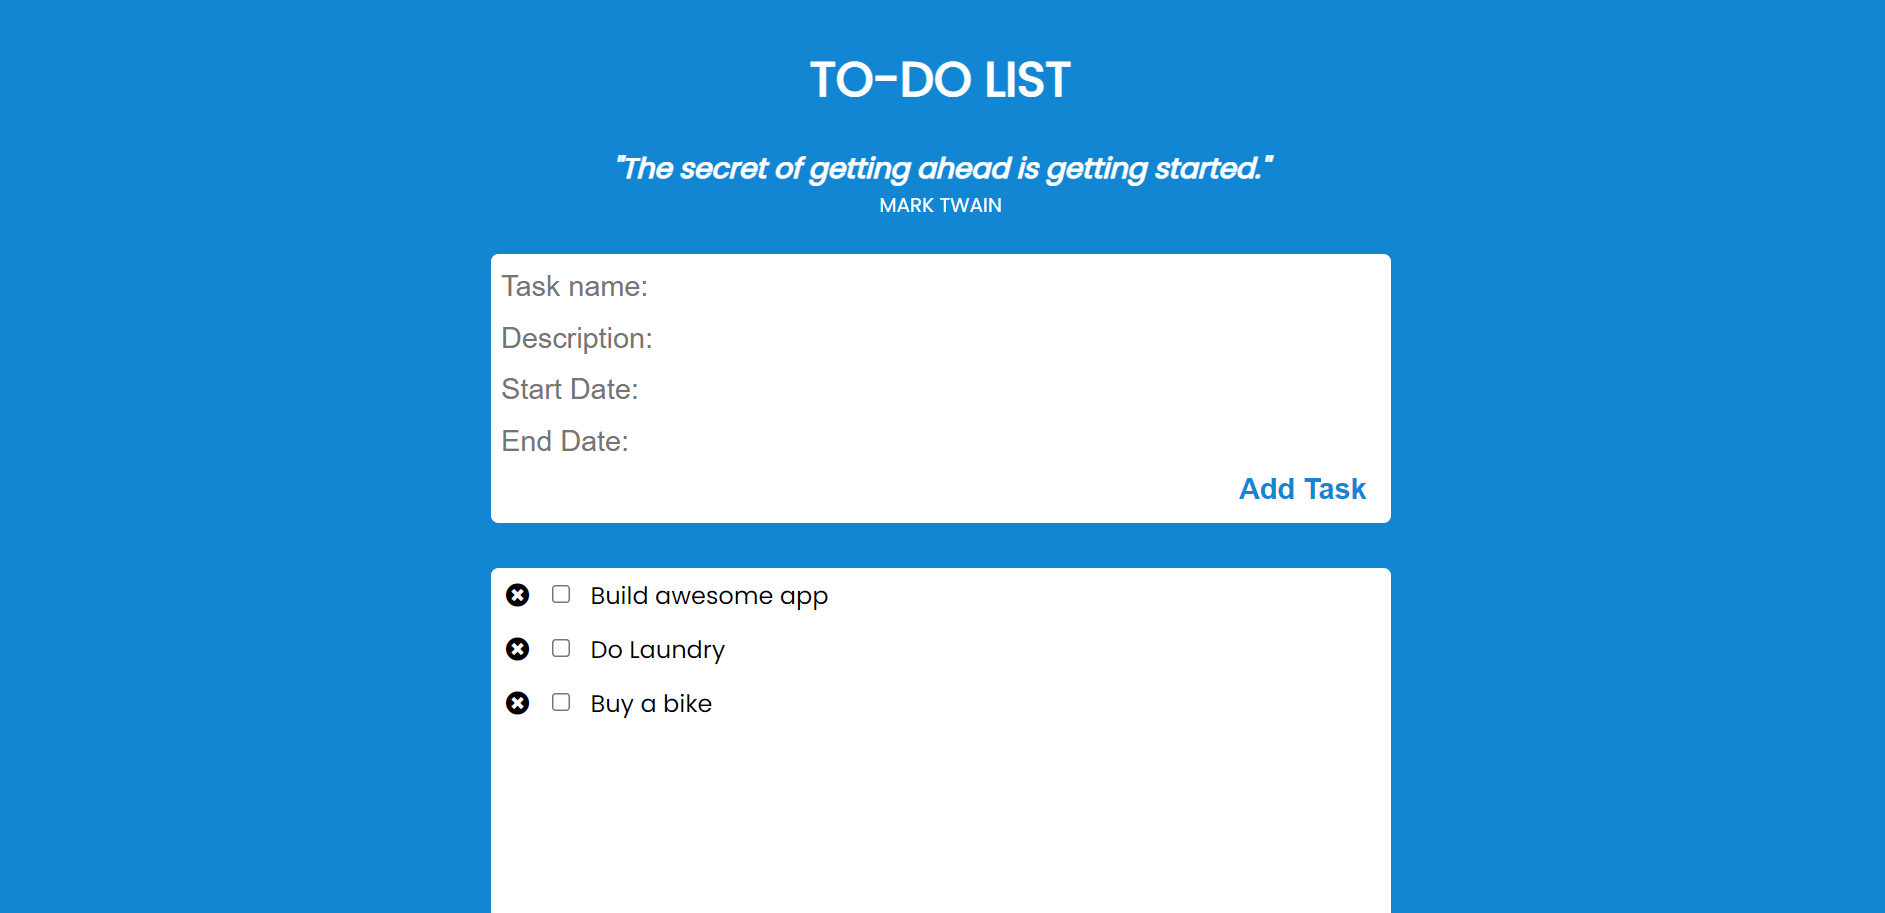 TO-DO LIST
"The secret of getting ahead is getting started."
MARK TWAIN
Task name:
Description:
Start Date:
End Date:
Add Task
Build awesome app
Do Laundry
Buy a bike